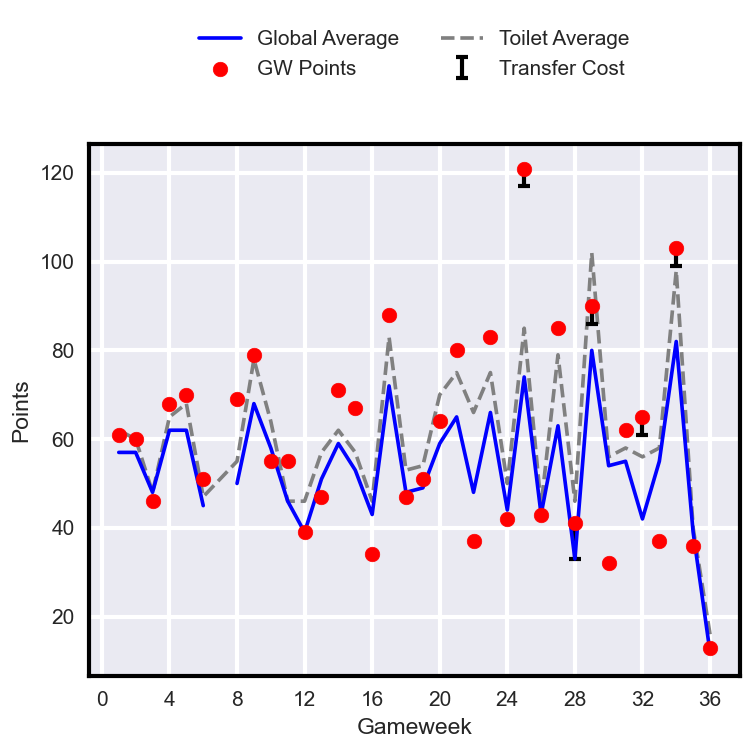 Global Average
Toilet Average
GW Points
Transfer Cost
120
100
80
60
40
20
Points
0 4 8 12 16 20 24 28 32 36
Gameweek